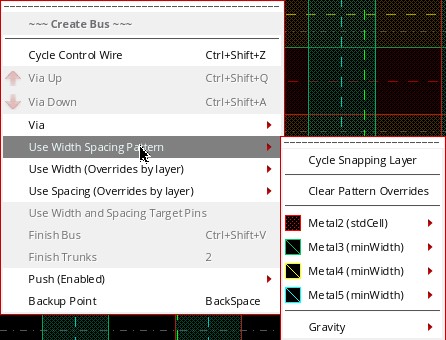 ~~~ Create Bus ~~~
Cycle Control Wire Ctrl+Shift+Z
Via Up Ctrl+Shift+Q
Via Down Ctrl+Shift+A
Via
Use Width Spacing Pattern
Use Width (Overrides by layer)
Use Spacing (Overrides by layer)
Use Width and Spacing Target Pins
Finish Bus Ctrl+Shift+V
Finish Trunks 2
Push (Enabled)
Backup Point BackSpace
Cycle Snapping Layer
Clear Pattern Overrides
Metal2 (stdCell)
Metal3 (minWidth)
Metal4 (minWidth)
Metal5 (minWidth)
Gravity